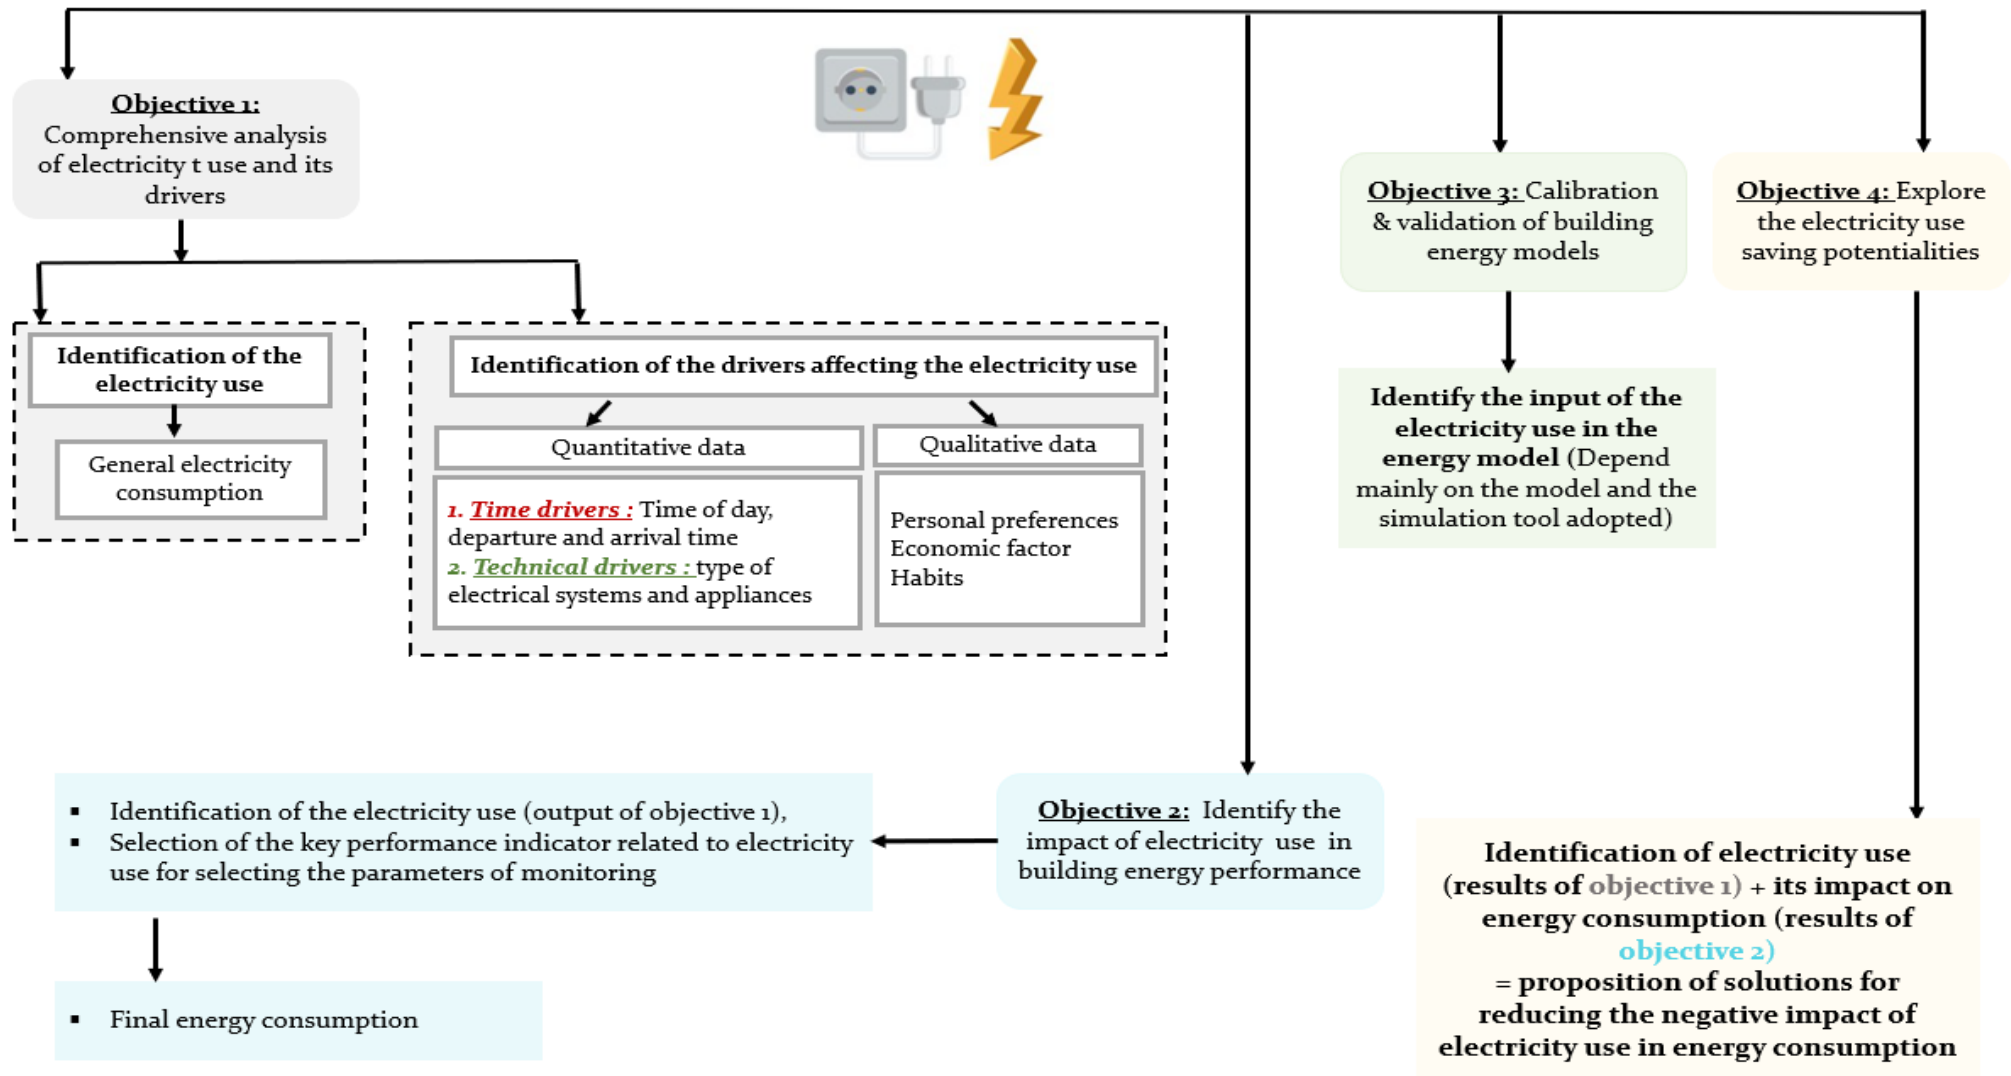 Objective 1:
Comprehensive analysis
of electricity t use and its
drivers
Objective 3: Calibration
& validation of building
energy models
Objective 4: Explore
the electricity use
saving potentialities
Identification of the
electricity use
General electricity
consumption
Identification of the drivers affecting the electricity use
Quantitative data
1. Time drivers : Time of day,
departure and arrival time
2. Technical drivers : type of
electrical systems and appliances
Qualitative data
Personal preferences
Economic factor
Habits
Identify the input of the
electricity use in the
energy model (Depend
mainly on the model and the
simulation tool adopted)
Objective 2: Identify the
impact of electricity use in
building energy performance
▪ Identification of the electricity use (output of objective 1),
▪ Selection of the key performance indicator related to electricity
use for selecting the parameters of monitoring
▪ Final energy consumption
Identification of electricity use
(results of objective 1) + its impact on
energy consumption (results of
objective 2)
= proposition of solutions for
reducing the negative impact of
electricity use in energy consumption